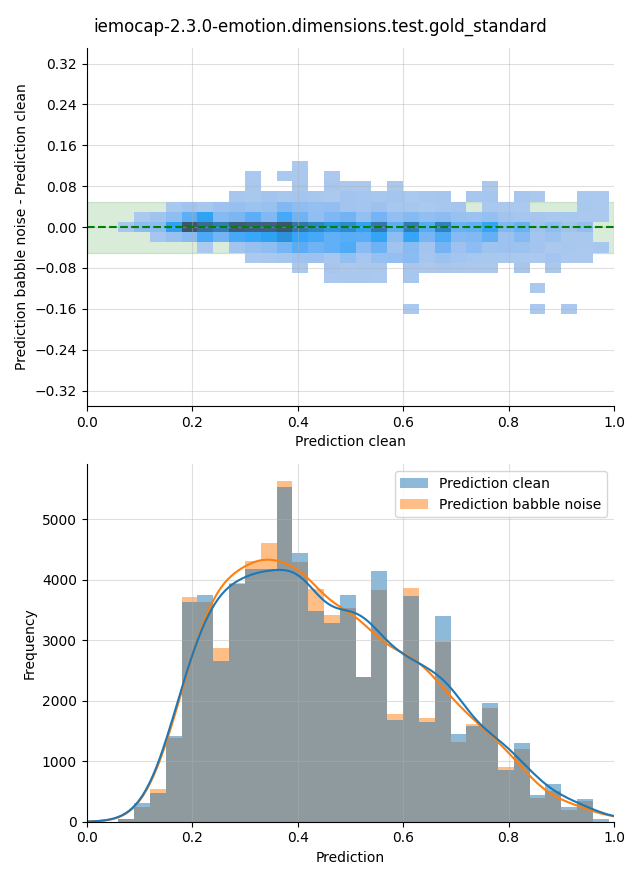 iemocap-2.3.0-emotion.dimensions.test.gold_standard
Prediction babble noise - Prediction clean
0.32
0.24
0.16
0.08
0.00
−0.08
−0.16
−0.24
−0.32
0.0 0.2 0.4 0.6 0.8 1.0
Prediction clean
Frequency
5000
4000
3000
2000
1000
0
Prediction clean
Prediction babble noise
0.0 0.2 0.4 0.6 0.8 1.0
Prediction